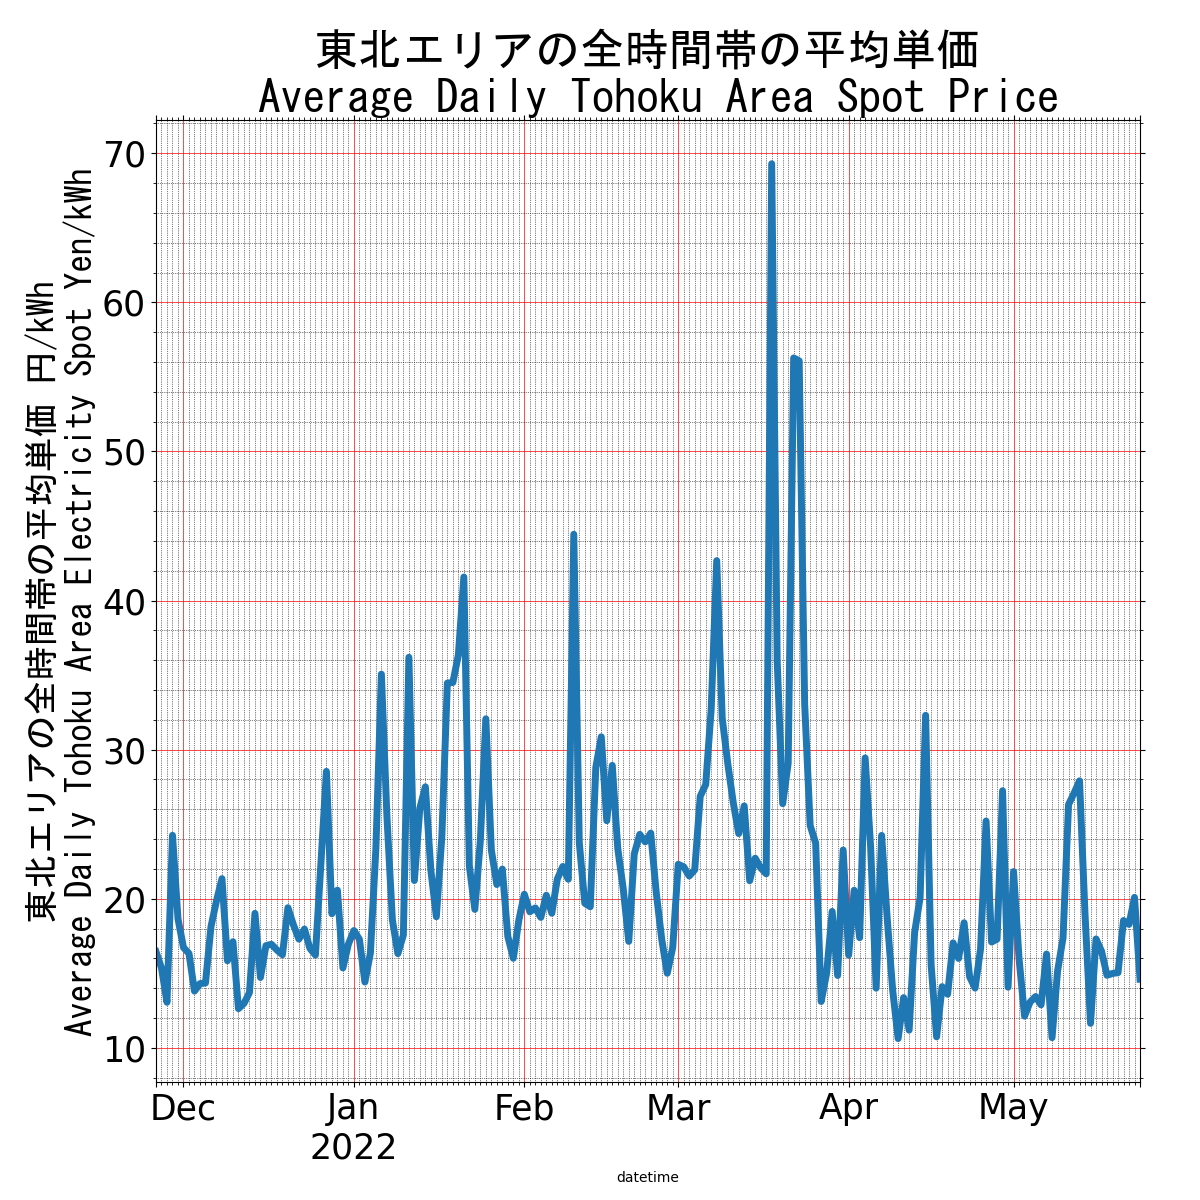 東北エリアの全時間帯の平均単価
Average Daily Tohoku Area Spot Price
東北エリアの全時間帯の平均単価 円/kWh
Average Daily Tohoku Area Electricity Spot Yen/kWh
70
60
50
40
30
20
10
Dec
Jan
2022
Feb
Mar
Apr
May
datetime